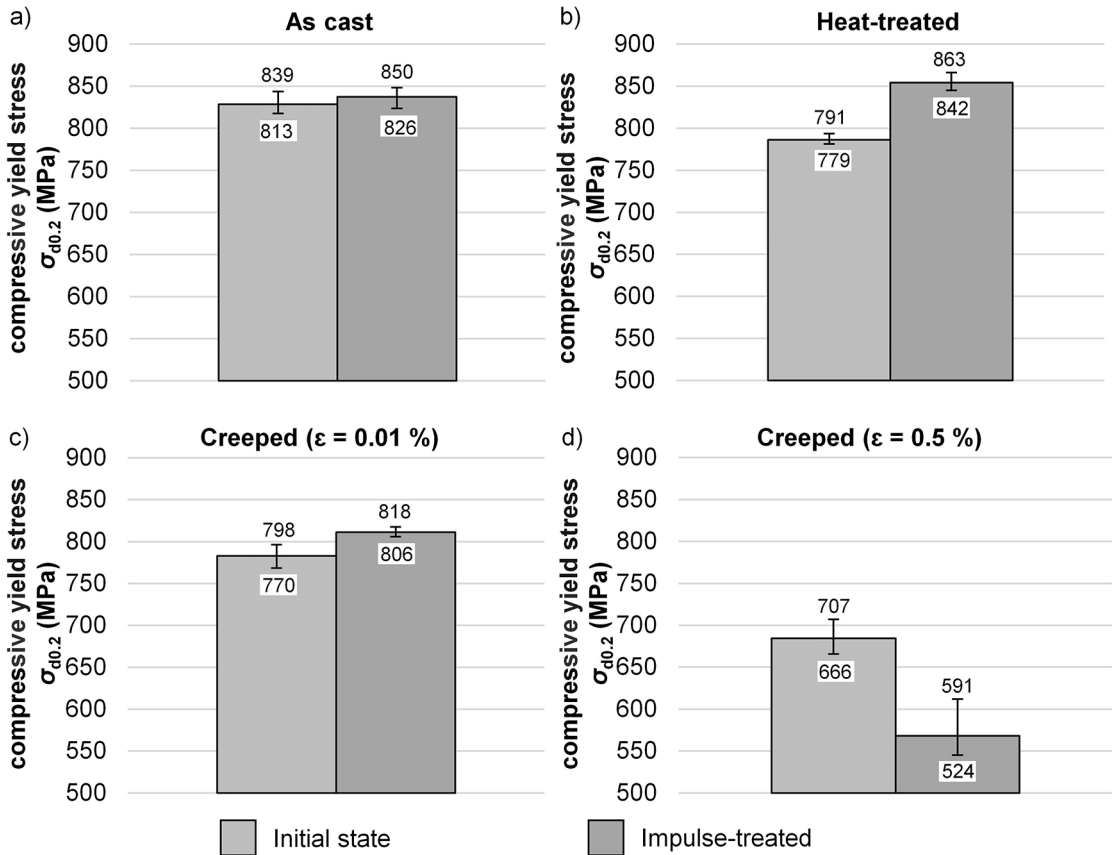 a)
As cast
compressive yield stress
σd0.2 (MPa)
900
850
800
750
700
650
600
550
500
839
813
850
826
b)
Heat-treated
compressive yield stress
σd0.2 (MPa)
900
850
800
750
700
650
600
550
500
791
779
863
842
c)
Creeped (ε = 0.01 %)
compressive yield stress
σd0.2 (MPa)
900
850
800
750
700
650
600
550
500
798
770
818
806
d)
Creeped (ε = 0.5 %)
compressive yield stress
σd0.2 (MPa)
900
850
800
750
700
650
600
550
500
707
666
591
524
Initial state
Impulse-treated